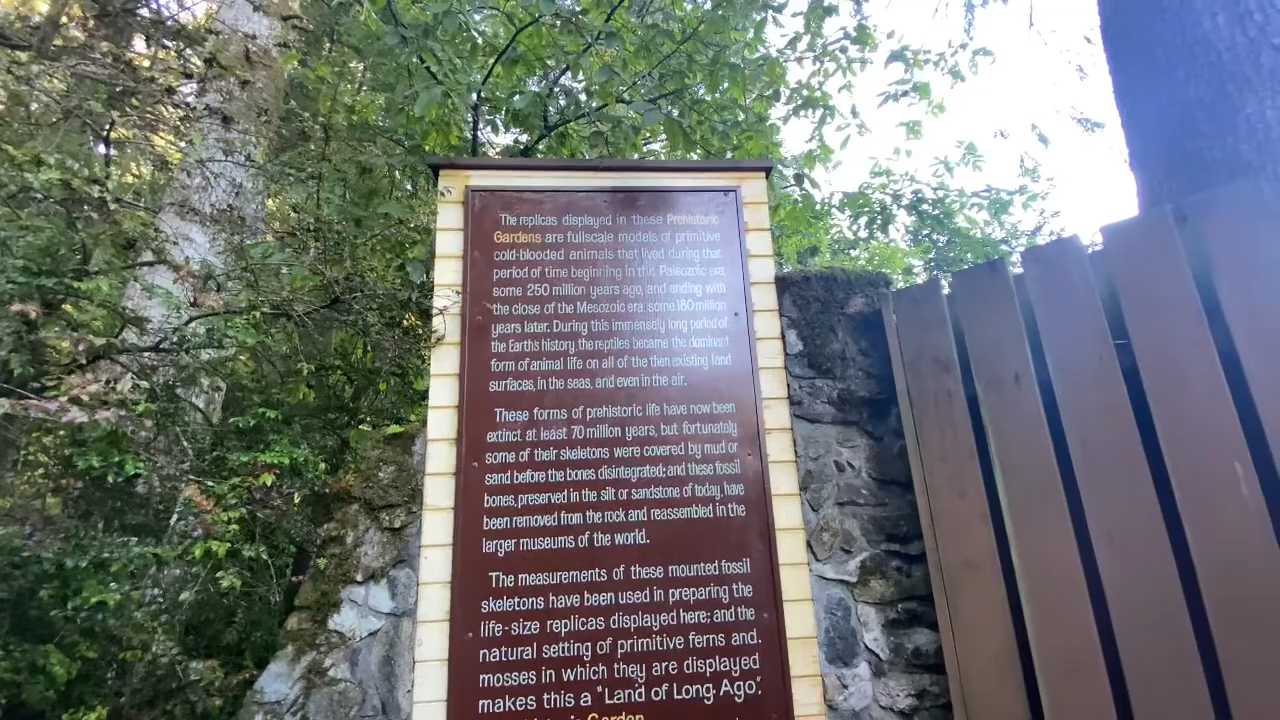 The replicas displayed in these Prehistoric
Gardens are fullscale models of primitive
cold-blooded animals that lived during that
period of time beginning in the Paleozoic era,
some 250 million years ago, and ending with
the close of the Mesozoic era, some 180 million
years later. During this immensely long period of
the Earth's history, the reptiles became the dominant
form of animal life on all of the then existing land
surfaces, in the seas, and even in the air.
These forms of prehistoric life have now been
extinct at least 70 million years, but fortunately
some of their skeletons were covered by mud or
sand before the bones disintegrated; and these fossil
bones, preserved in the silt or sandstone of today, have
been removed from the rock and reassembled in the
larger museums of the world.
The measurements of these mounted fossil
skeletons have been used in preparing the
life-size replicas displayed here; and the
natural setting of primitive ferns and.
mosses in which they are displayed
makes this a "Land of Long. Ago",